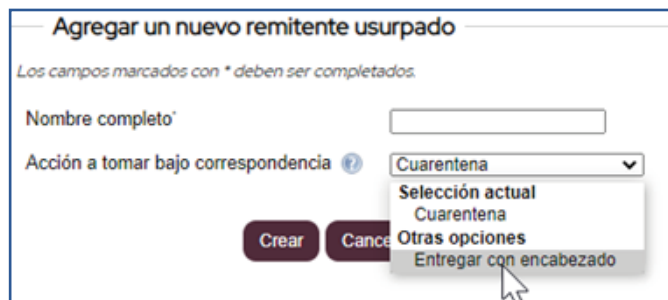 Agregar un nuevo remitente usurpado
Los campos marcados con * deben ser completados.
Nombre completo*
Acción a tomar bajo correspondencia ? Cuarentena
Selección actual
Cuarentena
Crear Cance Otras opciones
Entregar con encabezado